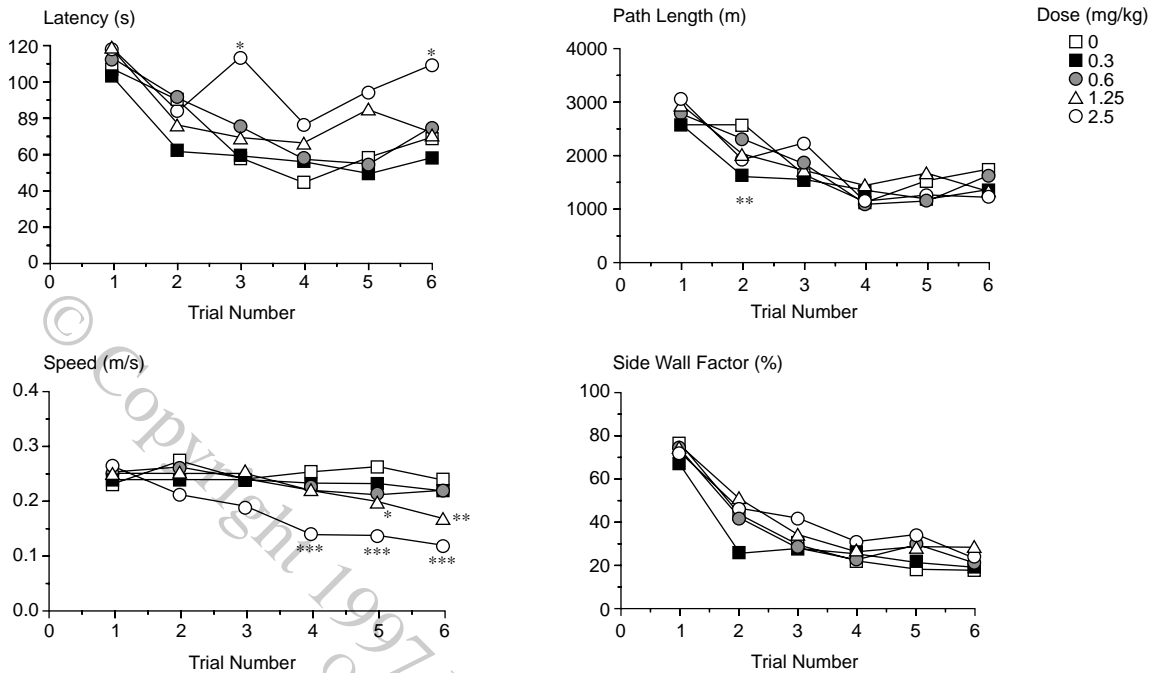 Latency (s)
120
100
89
60
40
20
0
0 1 2 3 4 5 6
Trial Number
* *
Path Length (m)
4000
3000
2000
1000
0
0 1 2 3 4 5 6
Trial Number
**
Dose (mg/kg)
0
0.3
0.6
1.25
2.5
Speed (m/s)
0.4
0.3
0.2
0.1
0.0
0 1 2 3 4 5 6
Trial Number
* **
*** *** ***
Side Wall Factor (%)
100
80
60
40
20
0
0 1 2 3 4 5 6
Trial Number
© Copyright 1997